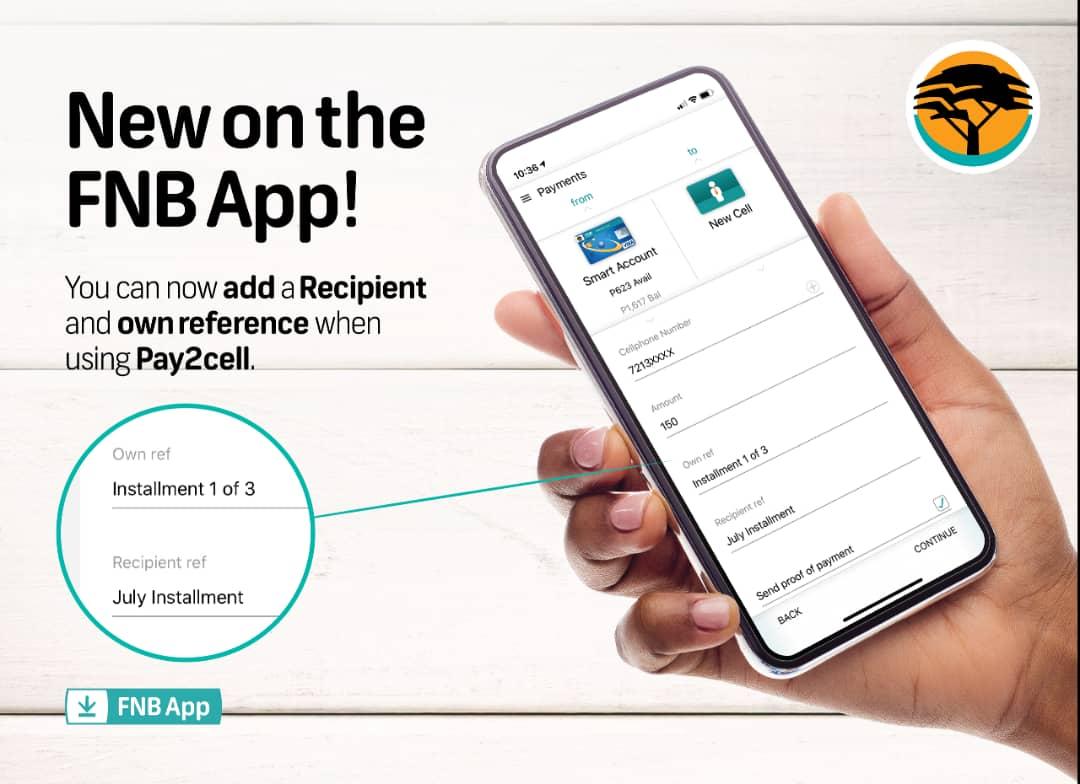 New on the
FNB App!
You can now add a Recipient
and own reference when
using Pay2cell.
Own ref
Installment 1 of 3
Recipient ref
July Installment
FNB App
10:36
Payments
from
to
Smart Account
P623 Avail
P1,617 Bal
New Cell
Cellphone Number
7213XXXX
Amount
150
Own ref
Installment 1 of 3
Recipient ref
July Installment
Send proof of payment
BACK
CONTINUE
VISA